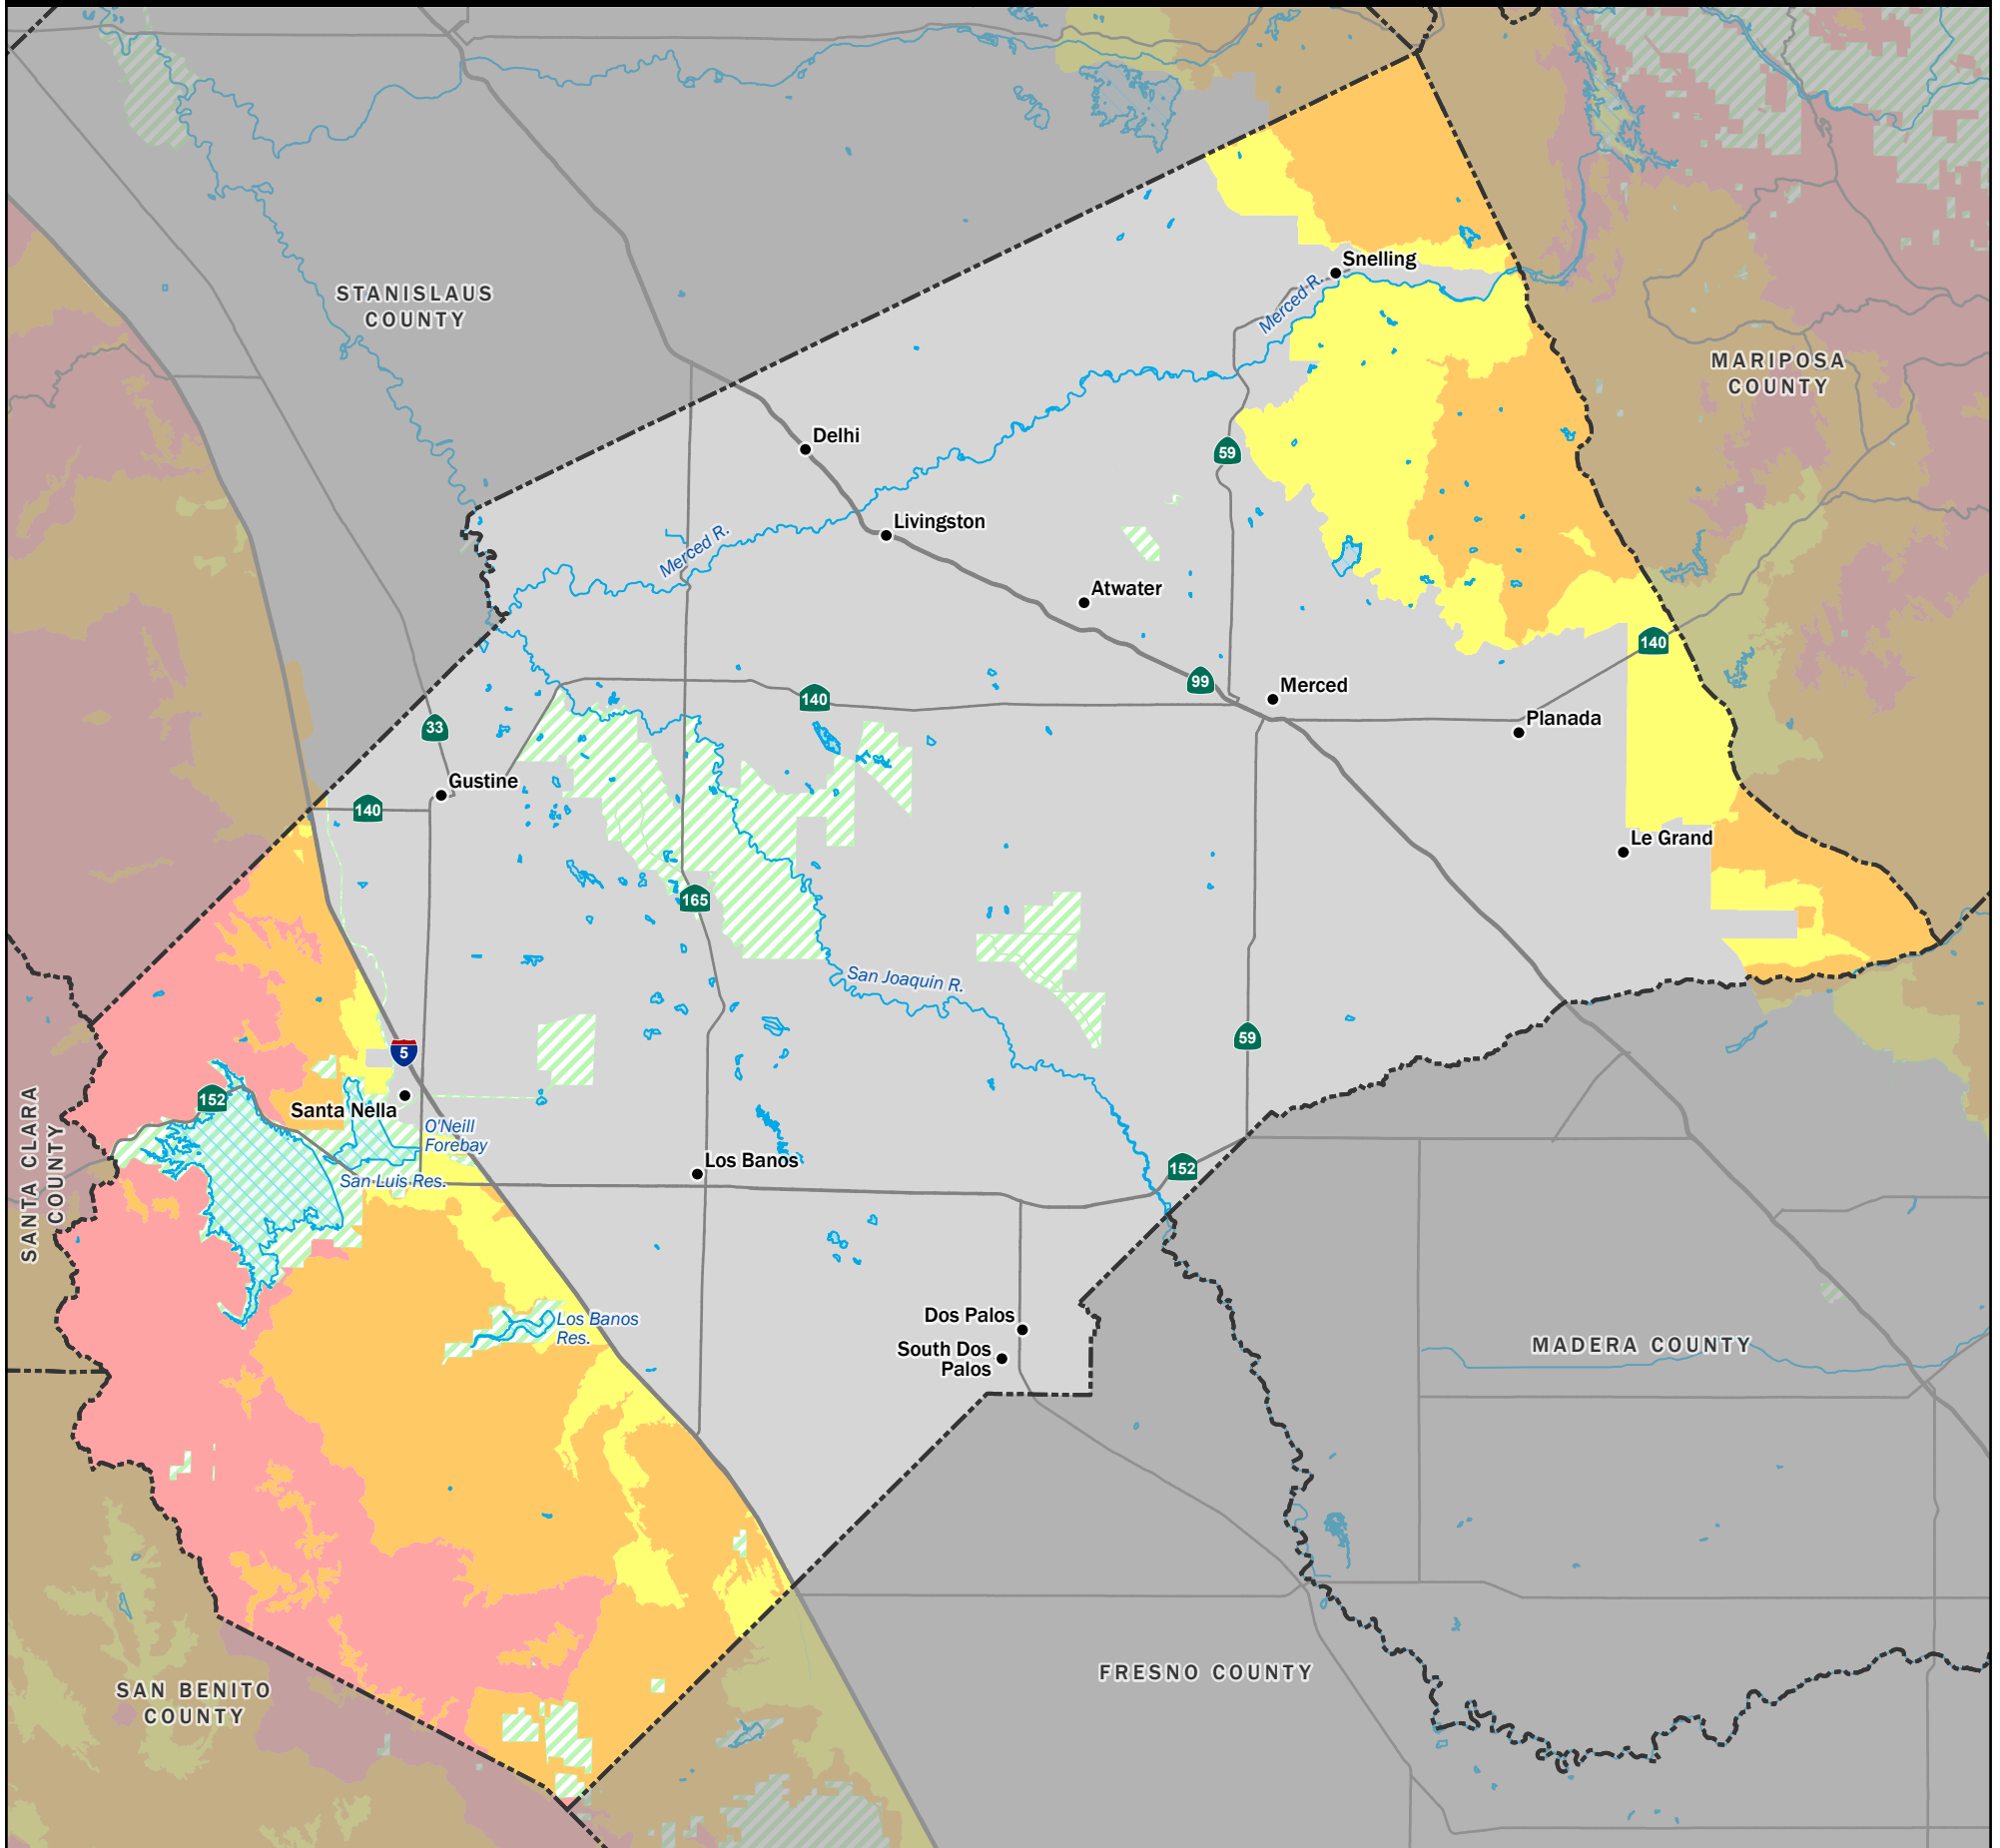 STANISLAUS
COUNTY
Snelling
Merced R.
MARIPOSA
COUNTY
Delhi
59
Livingston
Merced R.
Atwater
140
99
Merced
140
Planada
33
Gustine
140
Le Grand
165
San Joaquin R.
59
5
152
Santa Nella
SANTA CLARA
COUNTY
O'Neill
Forebay
Los Banos
152
San Luis Res.
Los Banos
Res.
Dos Palos
South Dos
Palos
MADERA COUNTY
FRESNO COUNTY
SAN BENITO
COUNTY